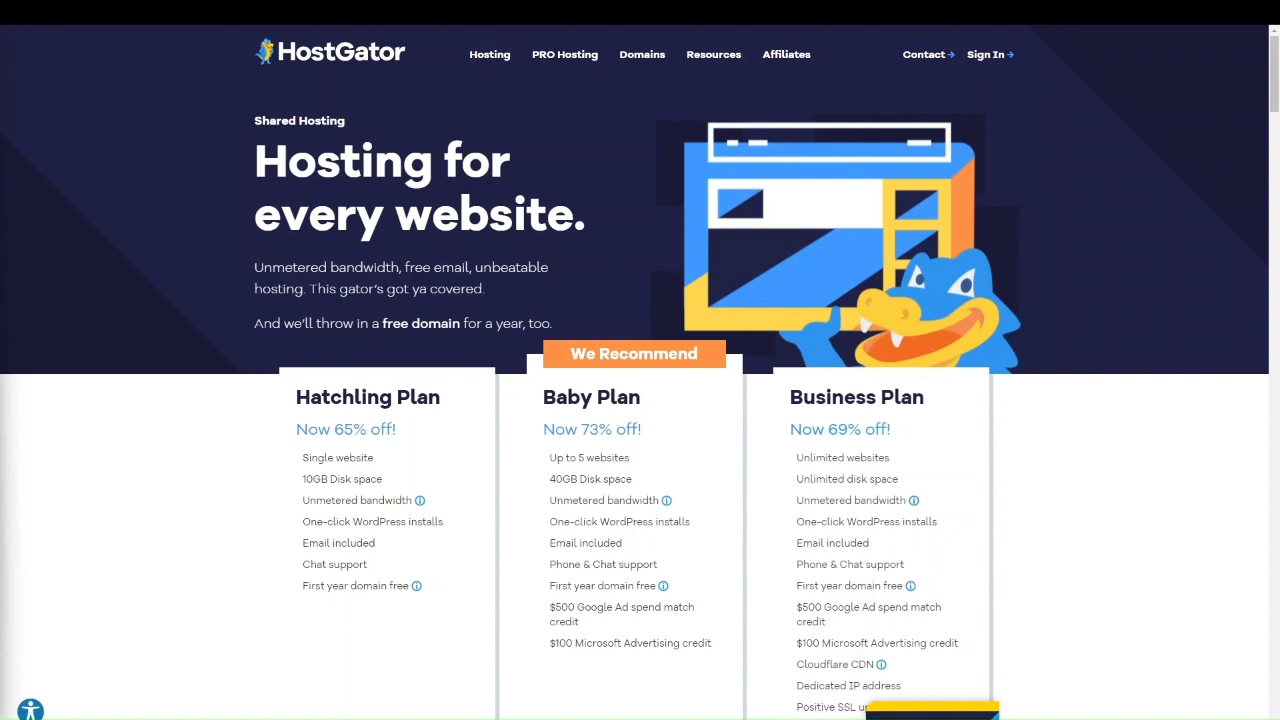 HostGator
Hosting
PRO Hosting
Domains
Resources
Affiliates
Contact
Sign In
Shared Hosting
Hosting for
every website.
Unmetered bandwidth, free email, unbeatable
hosting. This gator's got ya covered.
And we'll throw in a free domain for a year, too.
Hatchling Plan
Now 65% off!
Single website
10GB Disk space
Unmetered bandwidth
One-click WordPress installs
Email included
Chat support
First year domain free
We Recommend
Baby Plan
Now 73% off!
Up to 5 websites
40GB Disk space
Unmetered bandwidth
One-click WordPress installs
Email included
Phone & Chat support
First year domain free
$500 Google Ad spend match
credit
$100 Microsoft Advertising credit
Business Plan
Now 69% off!
Unlimited websites
Unlimited disk space
Unmetered bandwidth
One-click WordPress installs
Email included
Phone & Chat support
First year domain free
$500 Google Ad spend match
credit
$100 Microsoft Advertising credit
Cloudflare CDN
Dedicated IP address
Positive SSL